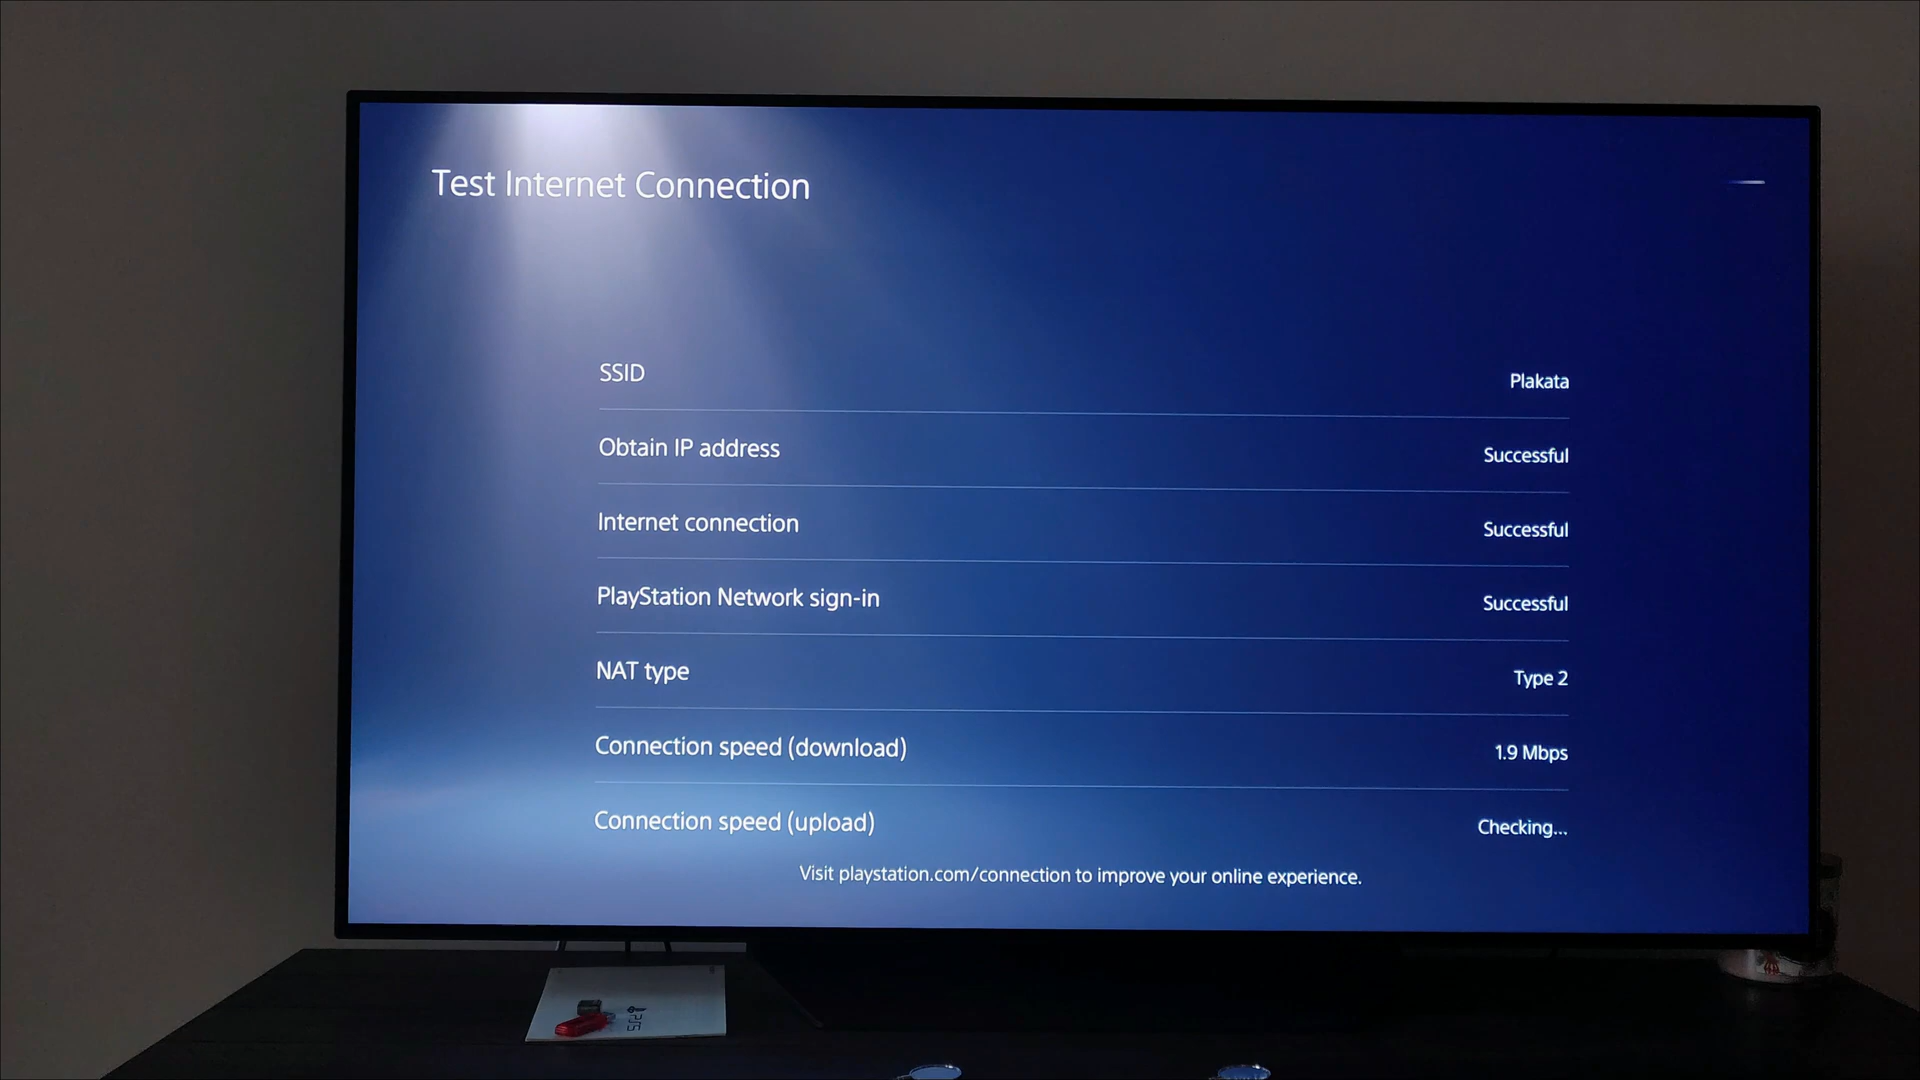 Test Internet Connection
SSID Plakata
Obtain IP address Successful
Internet connection Successful
PlayStation Network sign-in Successful
NAT type Type 2
Connection speed (download) 1.9 Mbps
Connection speed (upload) Checking...
Visit playstation.com/connection to improve your online experience.
PS5